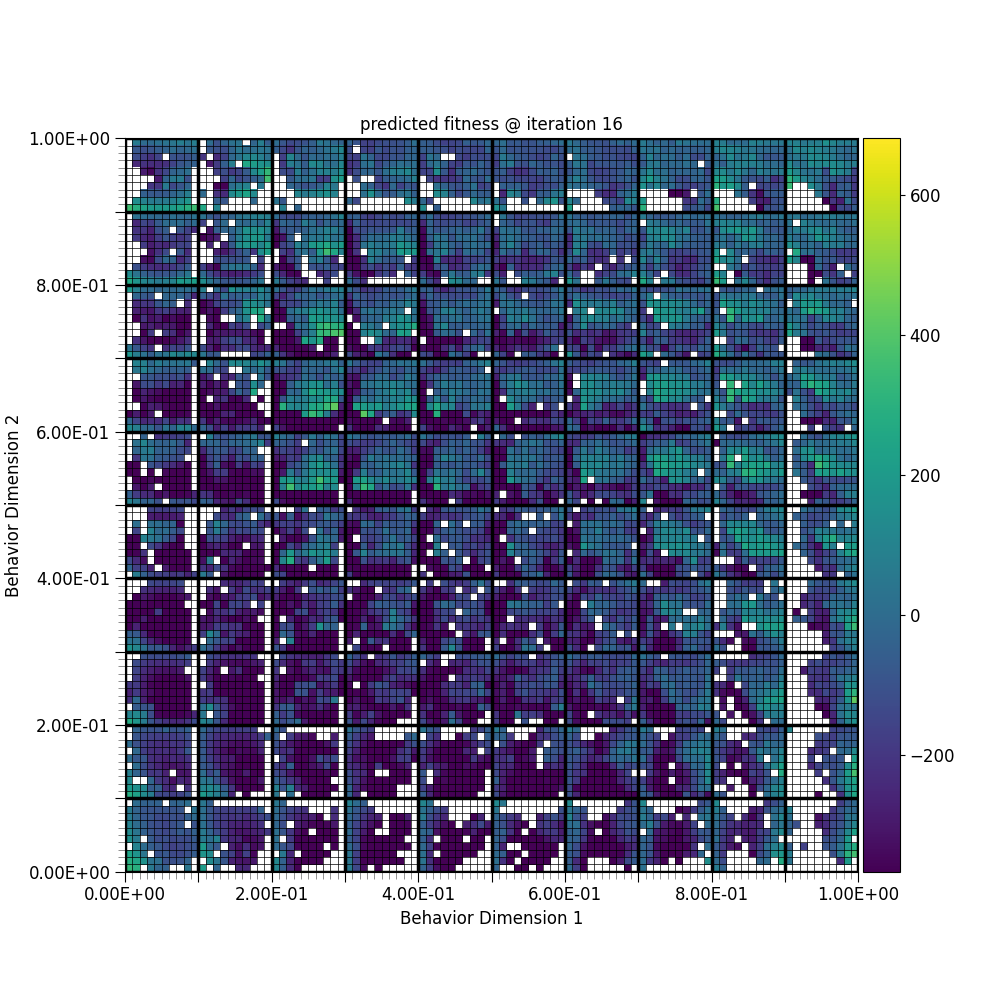 predicted fitness @ iteration 16
1.00E+00
8.00E-01
6.00E-01
4.00E-01
2.00E-01
0.00E+00
Behavior Dimension 2
0.00E+00 2.00E-01 4.00E-01 6.00E-01 8.00E-01 1.00E+00
Behavior Dimension 1
600
400
200
0
−200